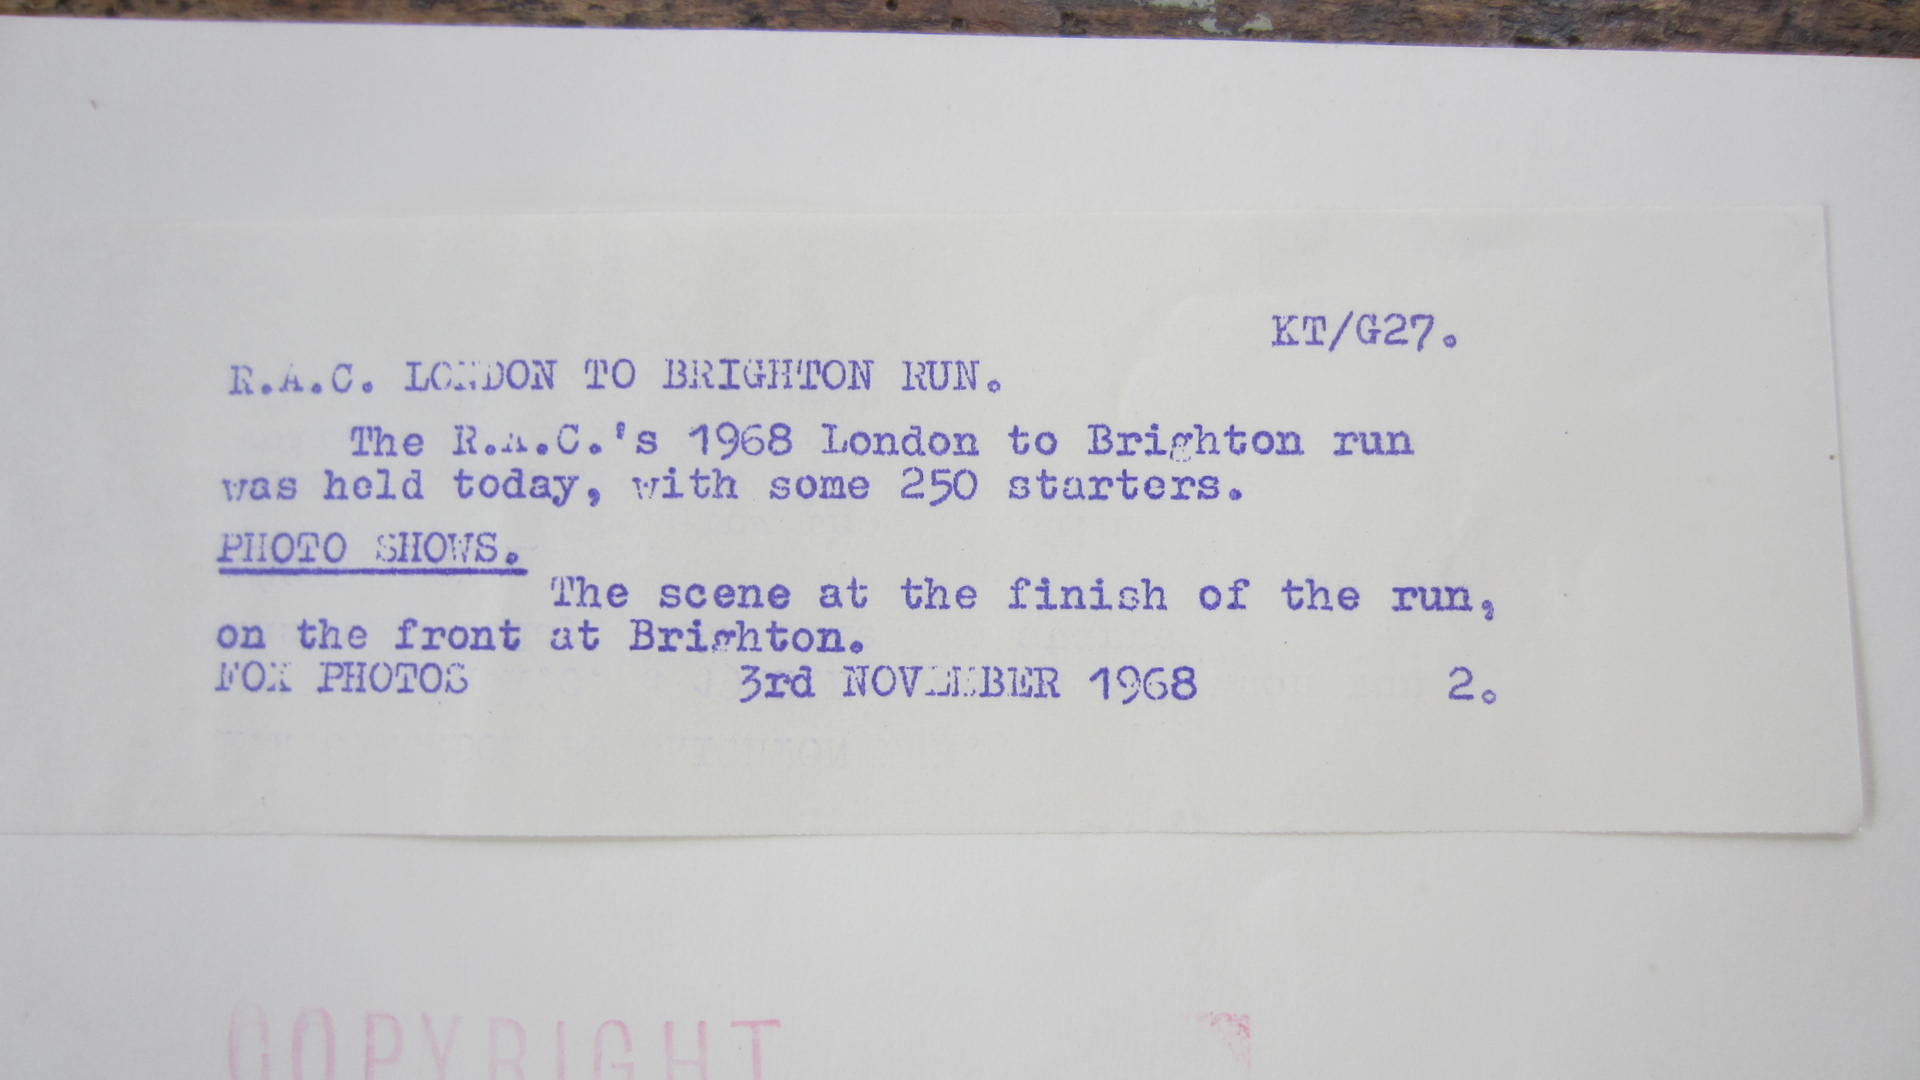 KT/G27.
R.A.C. LONDON TO BRIGHTON RUN.
The R.A.C.'s 1968 London to Brighton run
was held today, with some 250 starters.
PHOTO SHOWS.
The scene at the finish of the run,
on the front at Brighton.
FOX PHOTOS 3rd NOVEMBER 1968 2.
COPYRIGHT